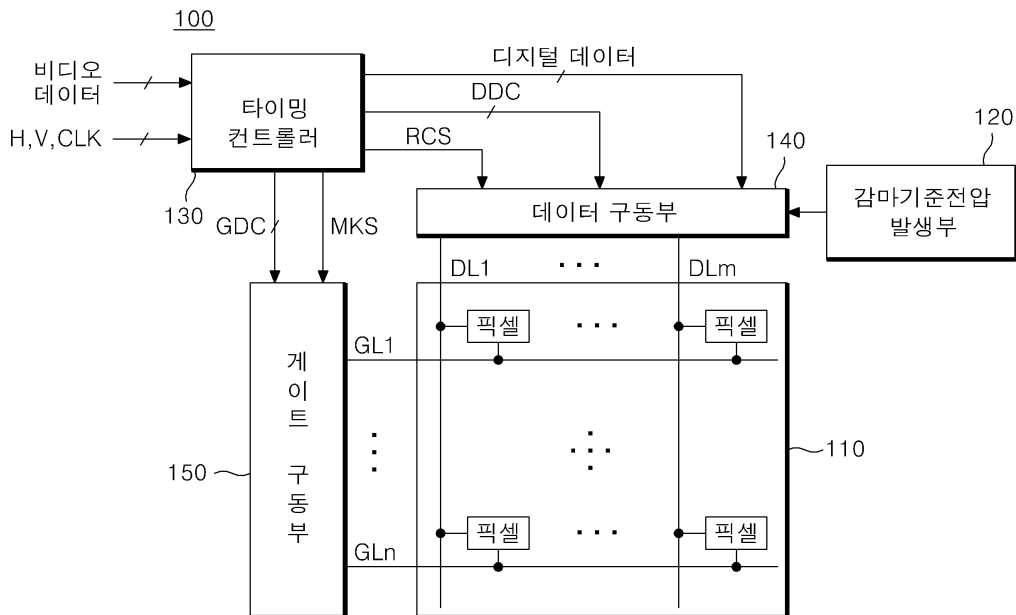 100
비디오
데이터
H,V,CLK
타이밍
컨트롤러
130
디지털 데이터
DDC
RCS
140
120
데이터 구동부
감마기준전압
발생부
GDC
MKS
DL1
DLm
픽셀
픽셀
GL1
게이트 구동부
150
110
픽셀
픽셀
GLn